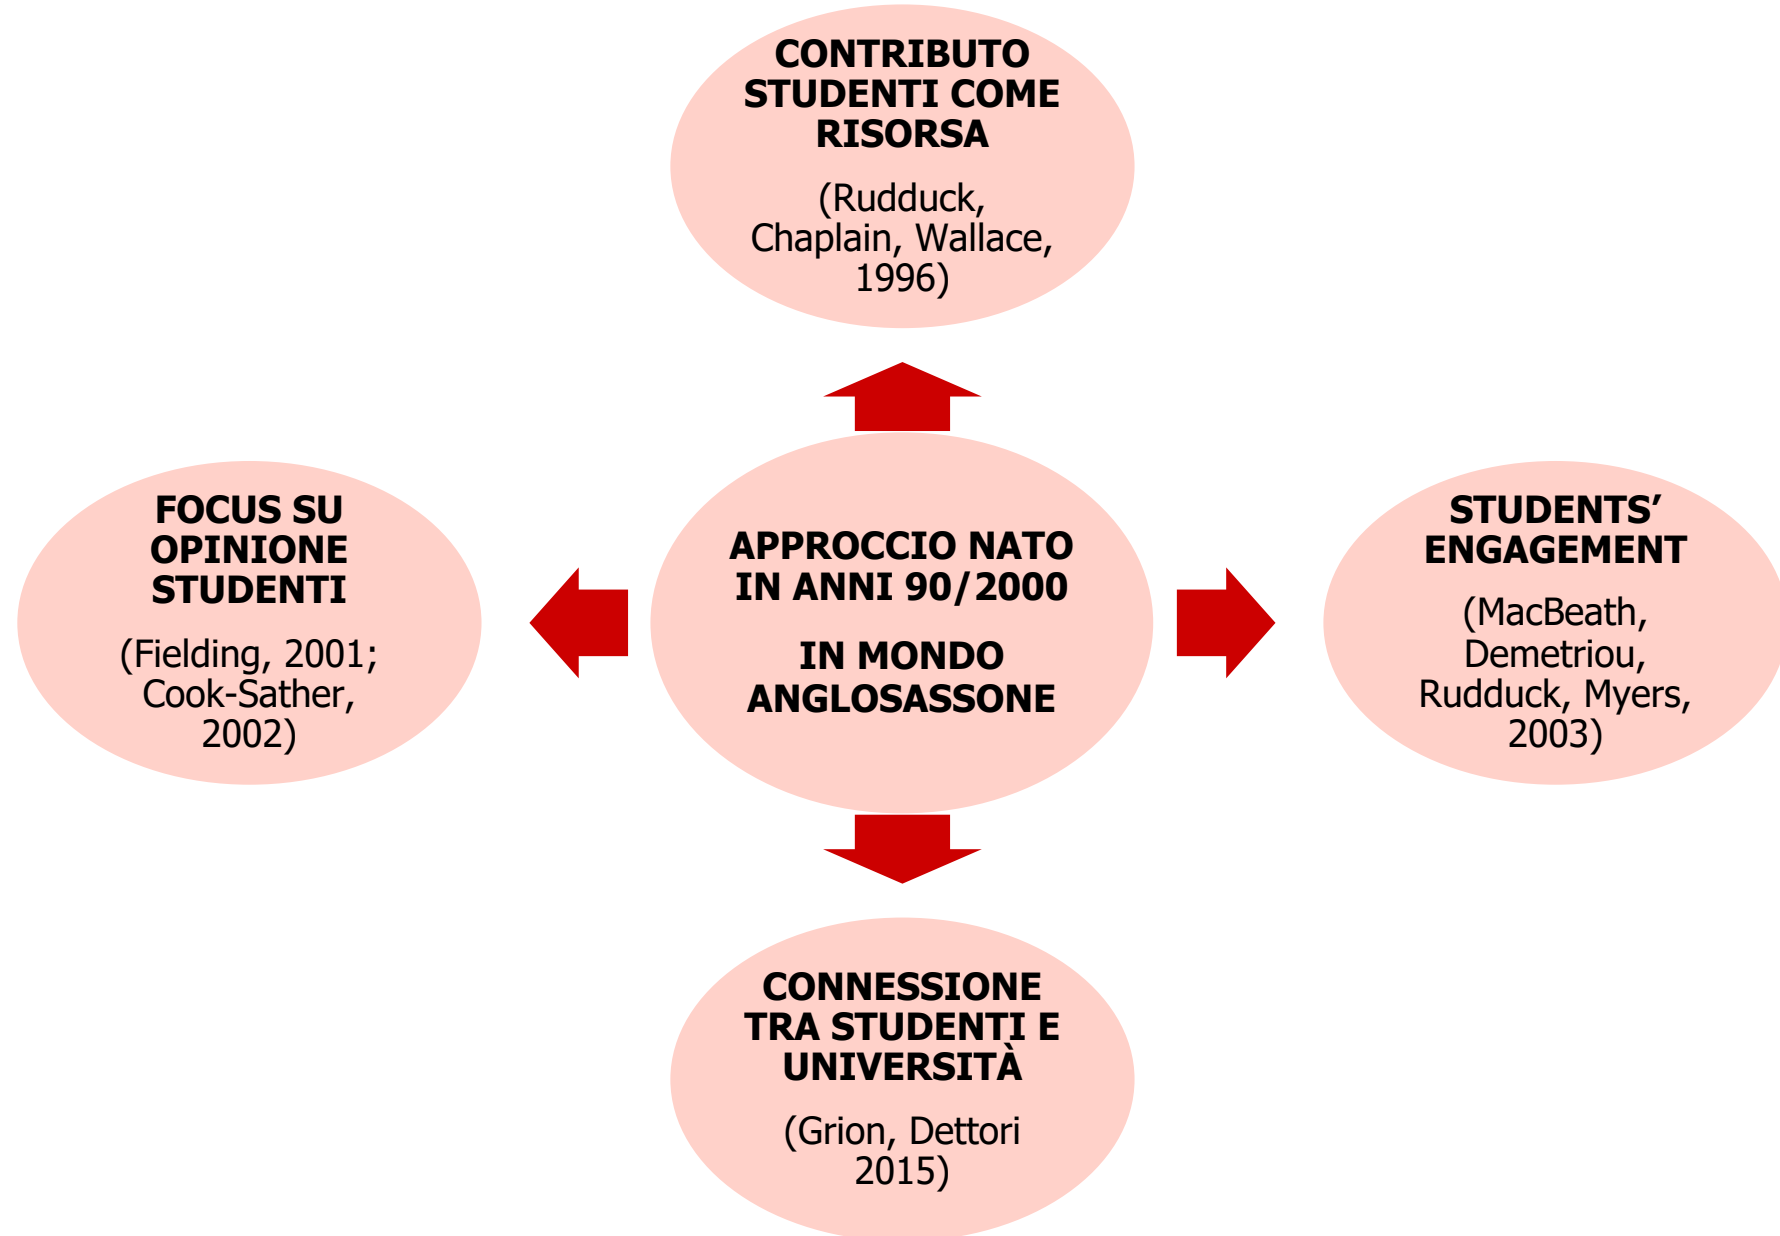 CONTRIBUTO
STUDENTI COME
RISORSA
(Rudduck,
Chaplain, Wallace,
1996)
FOCUS SU
OPINIONE
STUDENTI
(Fielding, 2001;
Cook-Sather,
2002)
APPROCCIO NATO
IN ANNI 90/2000
IN MONDO
ANGLOSASSONE
STUDENTS’
ENGAGEMENT
(MacBeath,
Demetriou,
Rudduck, Myers,
2003)
CONNESSIONE
TRA STUDENTI E
UNIVERSITÀ
(Grion, Dettori
2015)